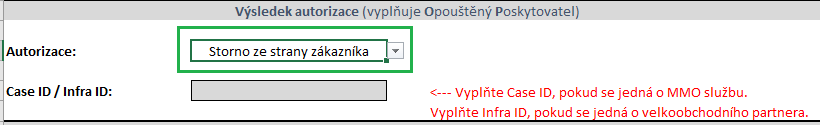 Výsledek autorizace (vyplňuje Opouštěný Poskytovatel)
Autorizace: Storno ze strany zákazníka
Case ID / Infra ID: <--- Vyplňte Case ID, pokud se jedná o MMO službu.
Vyplňte Infra ID, pokud se jedná o velkoobchodního partnera.